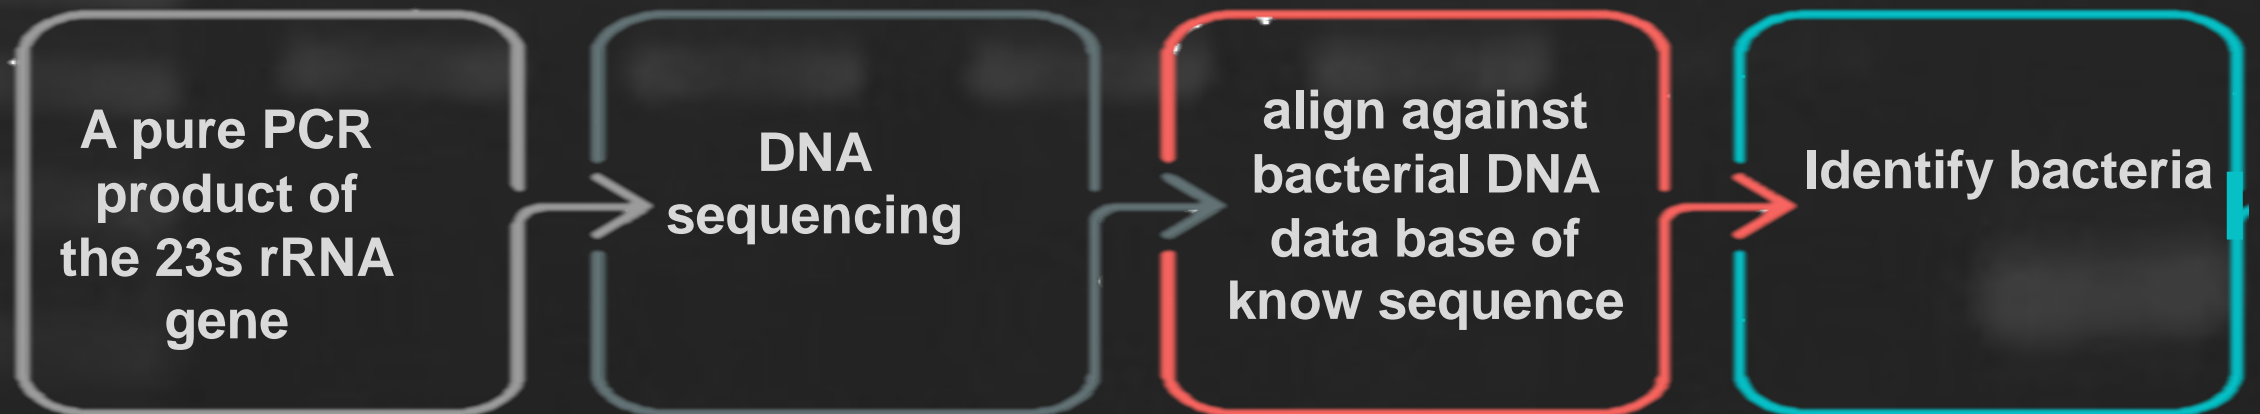 A pure PCR
product of
the 23s rRNA
gene
DNA
sequencing
align against
bacterial DNA
data base of
know sequence
Identify bacteria